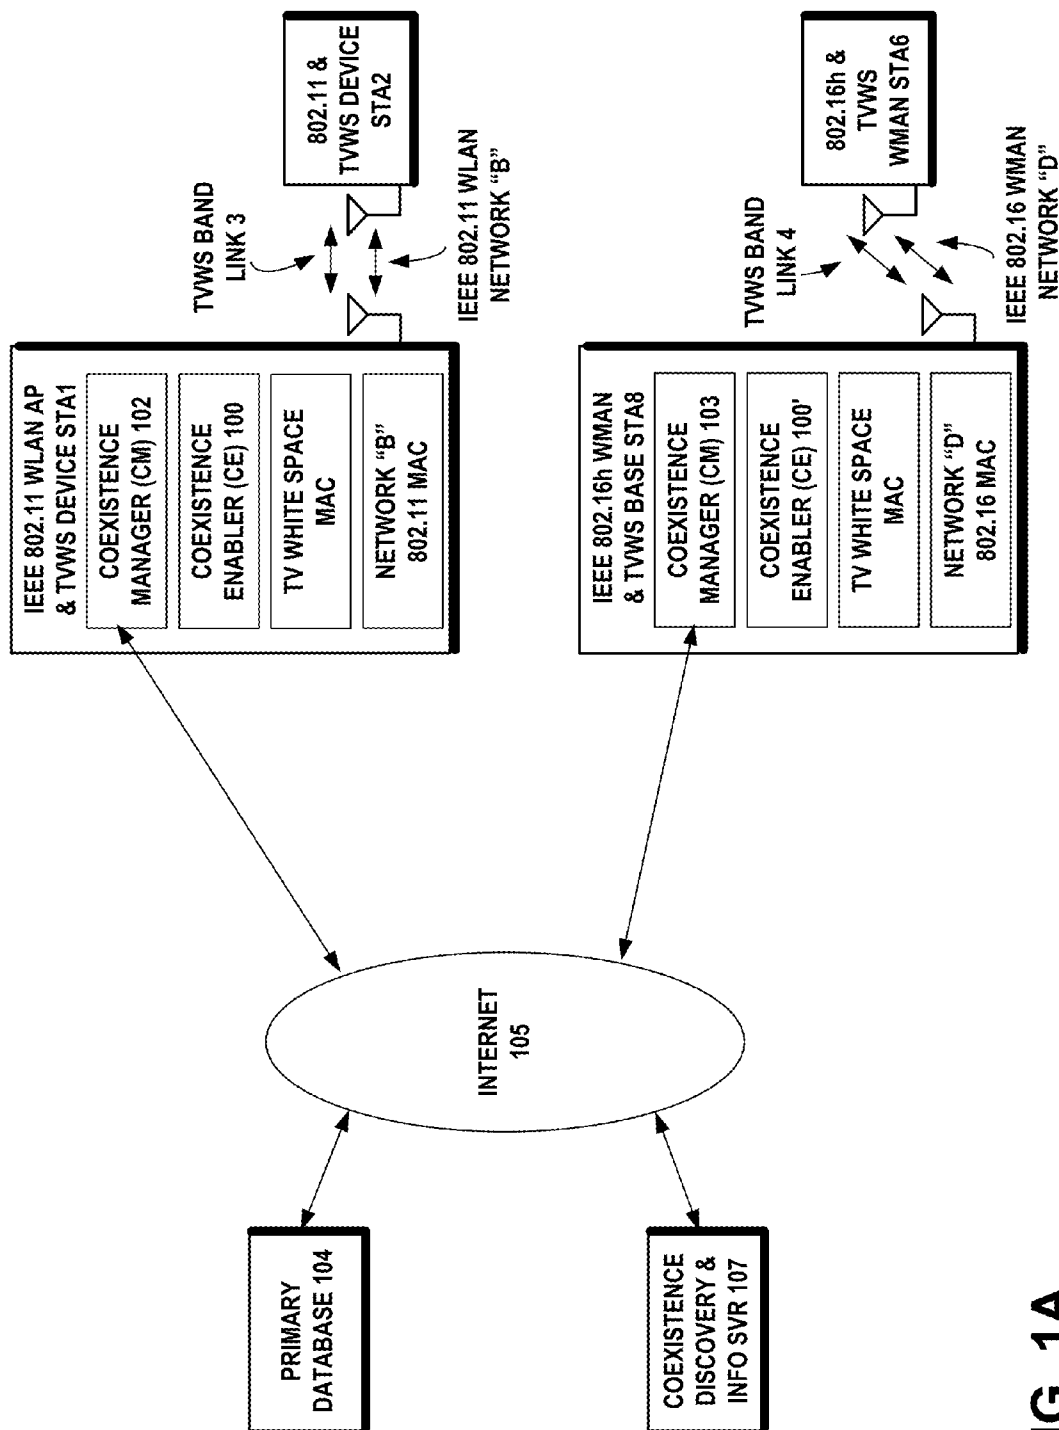 IEEE 802.11 WLAN AP
& TVWS DEVICE STA1
COEXISTENCE
MANAGER (CM) 102
COEXISTENCE
ENABLER (CE) 100
TV WHITE SPACE
MAC
NETWORK “B”
802.11 MAC
TVWS BAND
LINK 3
IEEE 802.11 WLAN
NETWORK “B”
802.11 &
TVWS DEVICE
STA2
IEEE 802.16h WMAN
& TVWS BASE STA8
COEXISTENCE
MANAGER (CM) 103
COEXISTENCE
ENABLER (CE) 100'
TV WHITE SPACE
MAC
NETWORK “D”
802.16 MAC
TVWS BAND
LINK 4
IEEE 802.16 WMAN
NETWORK “D”
802.16h &
TVWS
WMAN STA6
INTERNET
105
PRIMARY
DATABASE 104
COEXISTENCE
DISCOVERY &
INFO SVR 107
1A